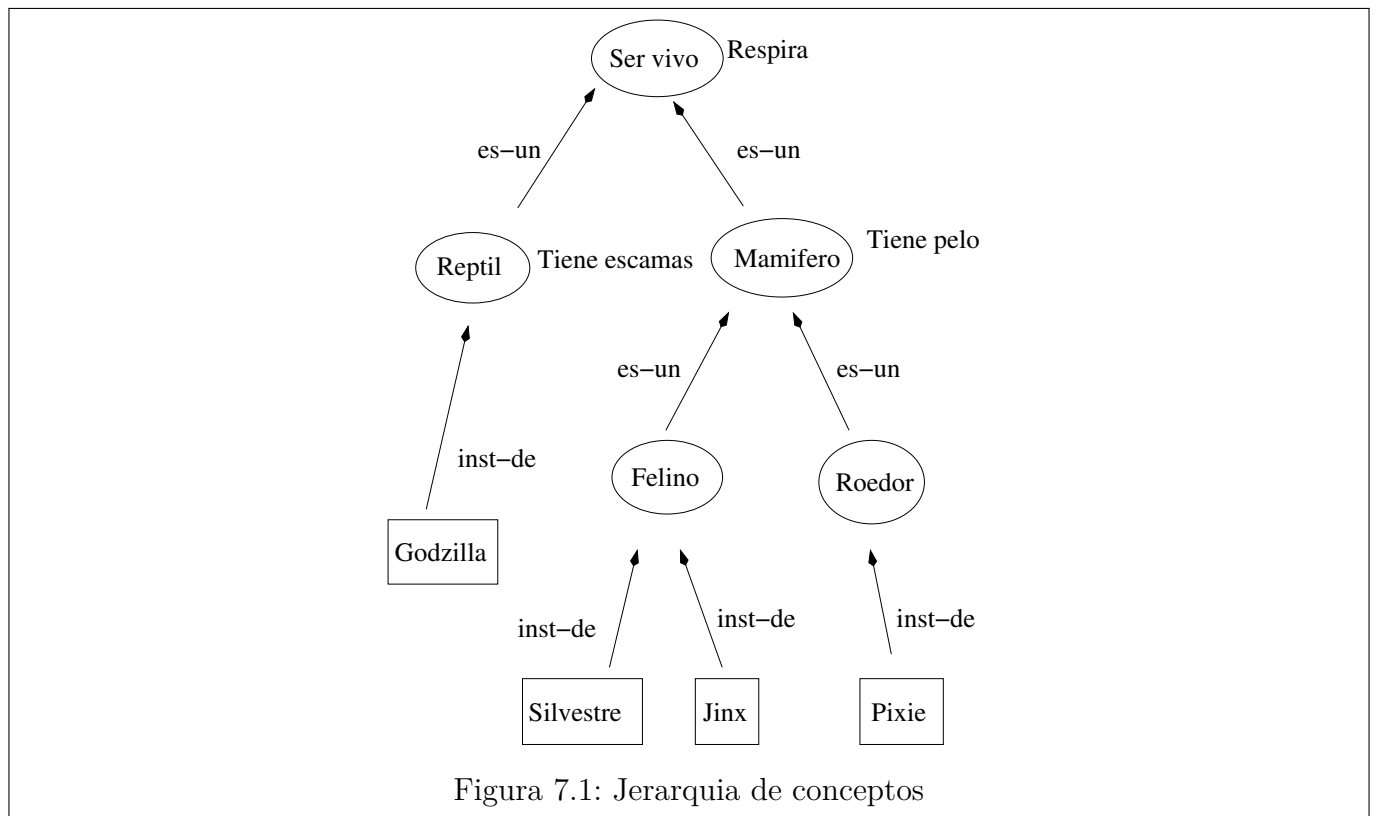 Ser vivo
Respira
es−un
es−un
Reptil
Tiene escamas
Mamifero
Tiene pelo
es−un
es−un
inst−de
Felino
Roedor
Godzilla
inst−de
inst−de
inst−de
Silvestre
Jinx
Pixie
Figura 7.1: Jerarquia de conceptos